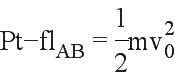 Pt−fl_AB = 1/2 mv_0^2